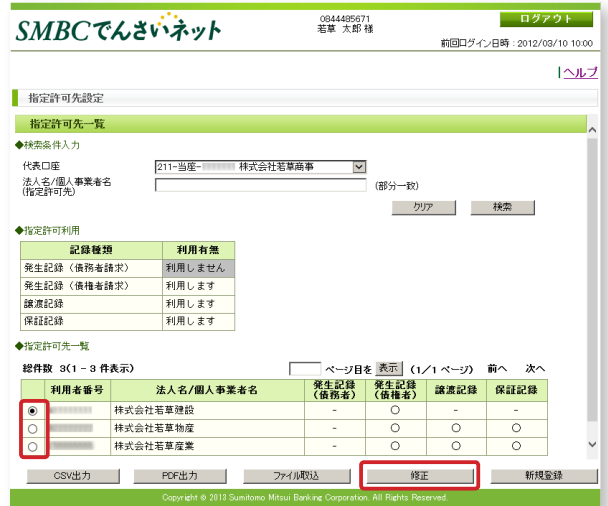 SMBCでんさいネット
0844485671
若草 太郎 様
ログアウト
前回ログイン日時：2012/03/10 10:00
ヘルプ
指定許可先設定
指定許可先一覧
◆検索条件入力
代表口座 211-当座- 株式会社若草商事
法人名/個人事業者名
(指定許可先) (部分一致)
クリア 検索
◆指定許可利用
記録種類 利用有無
発生記録（債務者請求） 利用しません
発生記録（債権者請求） 利用します
譲渡記録 利用します
保証記録 利用します
◆指定許可先一覧
総件数 3(1 - 3 件表示) ページ目を 表示 (1/1 ページ) 前へ 次へ
利用者番号 法人名/個人事業者名 発生記録(債務者) 発生記録(債権者) 譲渡記録 保証記録
株式会社若草建設 - ○ - -
株式会社若草物産 - ○ ○ ○
株式会社若草産業 - ○ ○ ○
CSV出力 PDF出力 ファイル取込 修正 新規登録
Copyright © 2013 Sumitomo Mitsui Banking Corporation. All Rights Reserved.